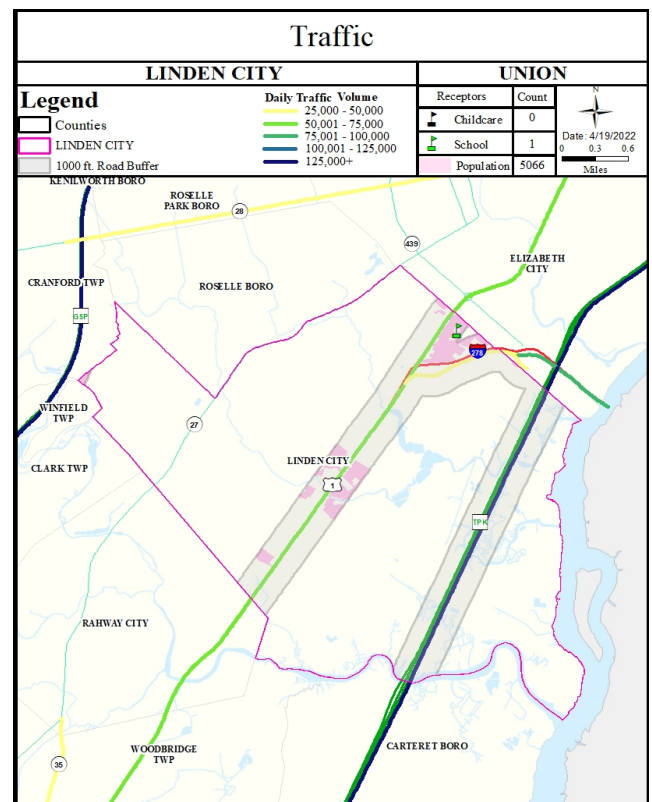 Traffic
LINDEN CITY
UNION
Legend
Counties
LINDEN CITY
1000 ft. Road Buffer
Daily Traffic Volume
25,000 - 50,000
50,001 - 75,000
75,001 - 100,000
100,001 - 125,000
125,000+
Receptors Count
Childcare 0
School 1
Population 5066
N
Date: 4/19/2022
0 0.3 0.6
Miles
KENILWORTH BORO
ROSELLE
PARK BORO
28
439
ELIZABETH
CITY
CRANFORD TWP
ROSELLE BORO
GSP
278
WINFIELD
TWP
27
CLARK TWP
LINDEN CITY
1
TPK
RAHWAY CITY
WOODBRIDGE
TWP
CARTERET BORO
35